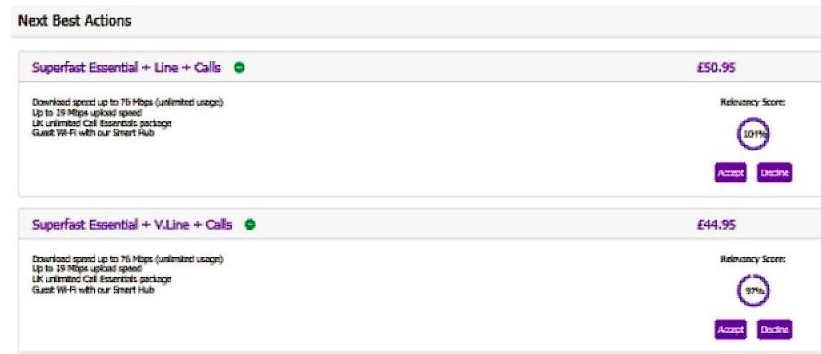 Next Best Actions
Superfast Essential + Line + Calls
£50.95
Download speed up to 76 Mbps (unlimited usage)
Up to 19 Mbps upload speed
UK unlimited Call Essentials package
Guest Wi-Fi with our Smart Hub
Relevancy Score:
104%
Accept
Decline
Superfast Essential + V.Line + Calls
£44.95
Download speed up to 76 Mbps (unlimited usage)
Up to 19 Mbps upload speed
UK unlimited Call Essentials package
Guest Wi-Fi with our Smart Hub
Relevancy Score:
97%
Accept
Decline